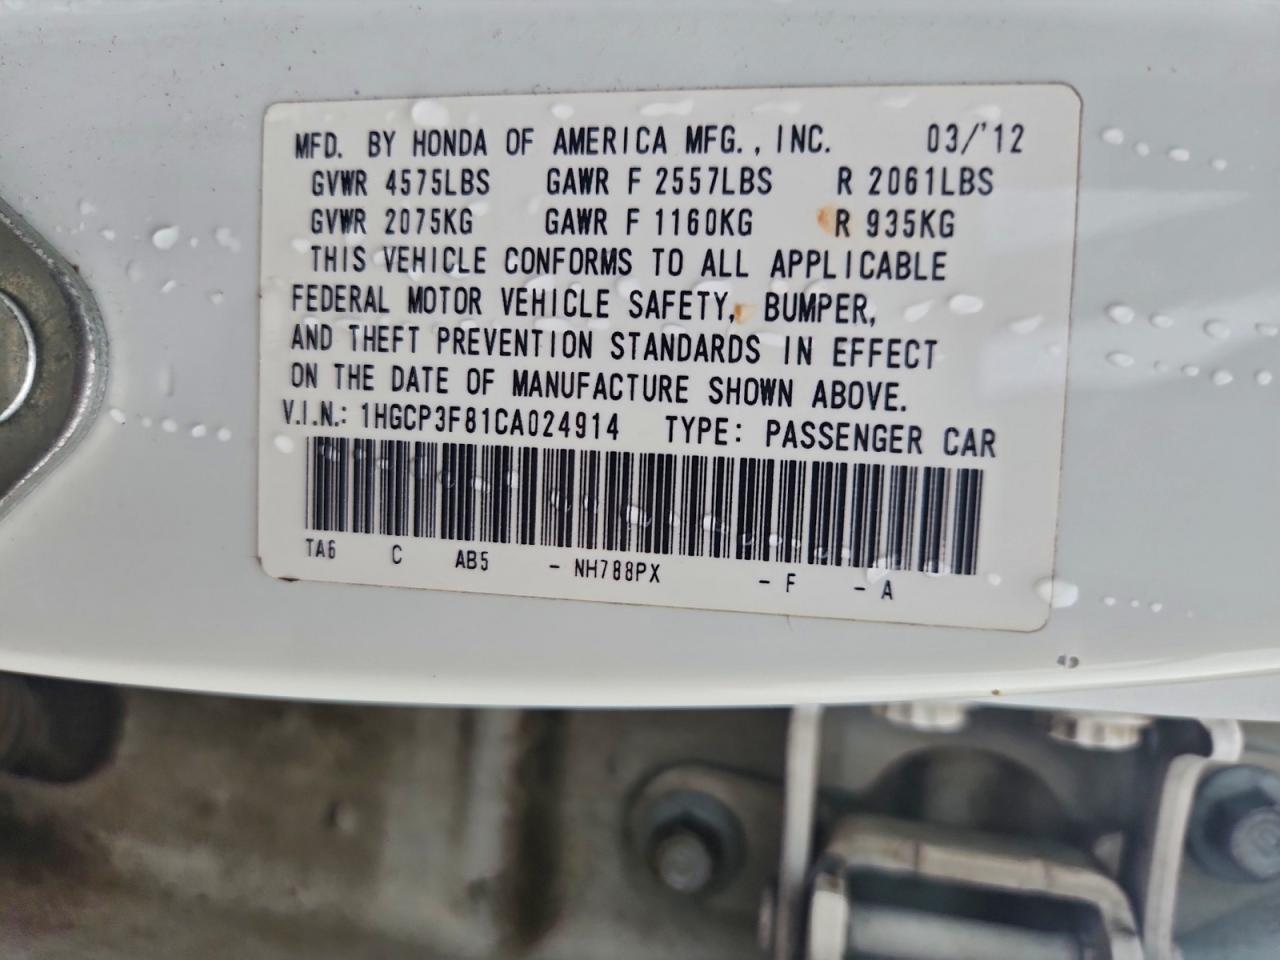 MFD. BY HONDA OF AMERICA MFG., INC. 03/'12
GVWR 4575LBS GAWR F 2557LBS R 2061LBS
GVWR 2075KG GAWR F 1160KG R 935KG
THIS VEHICLE CONFORMS TO ALL APPLICABLE
FEDERAL MOTOR VEHICLE SAFETY, BUMPER,
AND THEFT PREVENTION STANDARDS IN EFFECT
ON THE DATE OF MANUFACTURE SHOWN ABOVE.
V.I.N.: 1HGCP3F81CA024914 TYPE: PASSENGER CAR
TA6 C AB5 - NH788PX - F - A